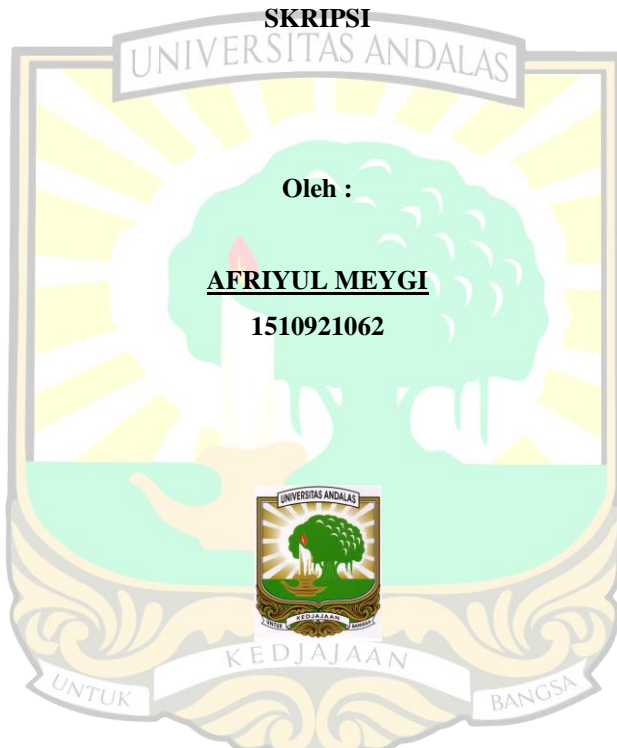 SKRIPSI
UNIVERSITAS ANDALAS
Oleh :
AFRIYUL MEYGI
1510921062
UNIVERSITAS ANDALAS
UNTUK KEDJAJAAN BANGSA
UNTUK KEDJAJAAN BANGSA